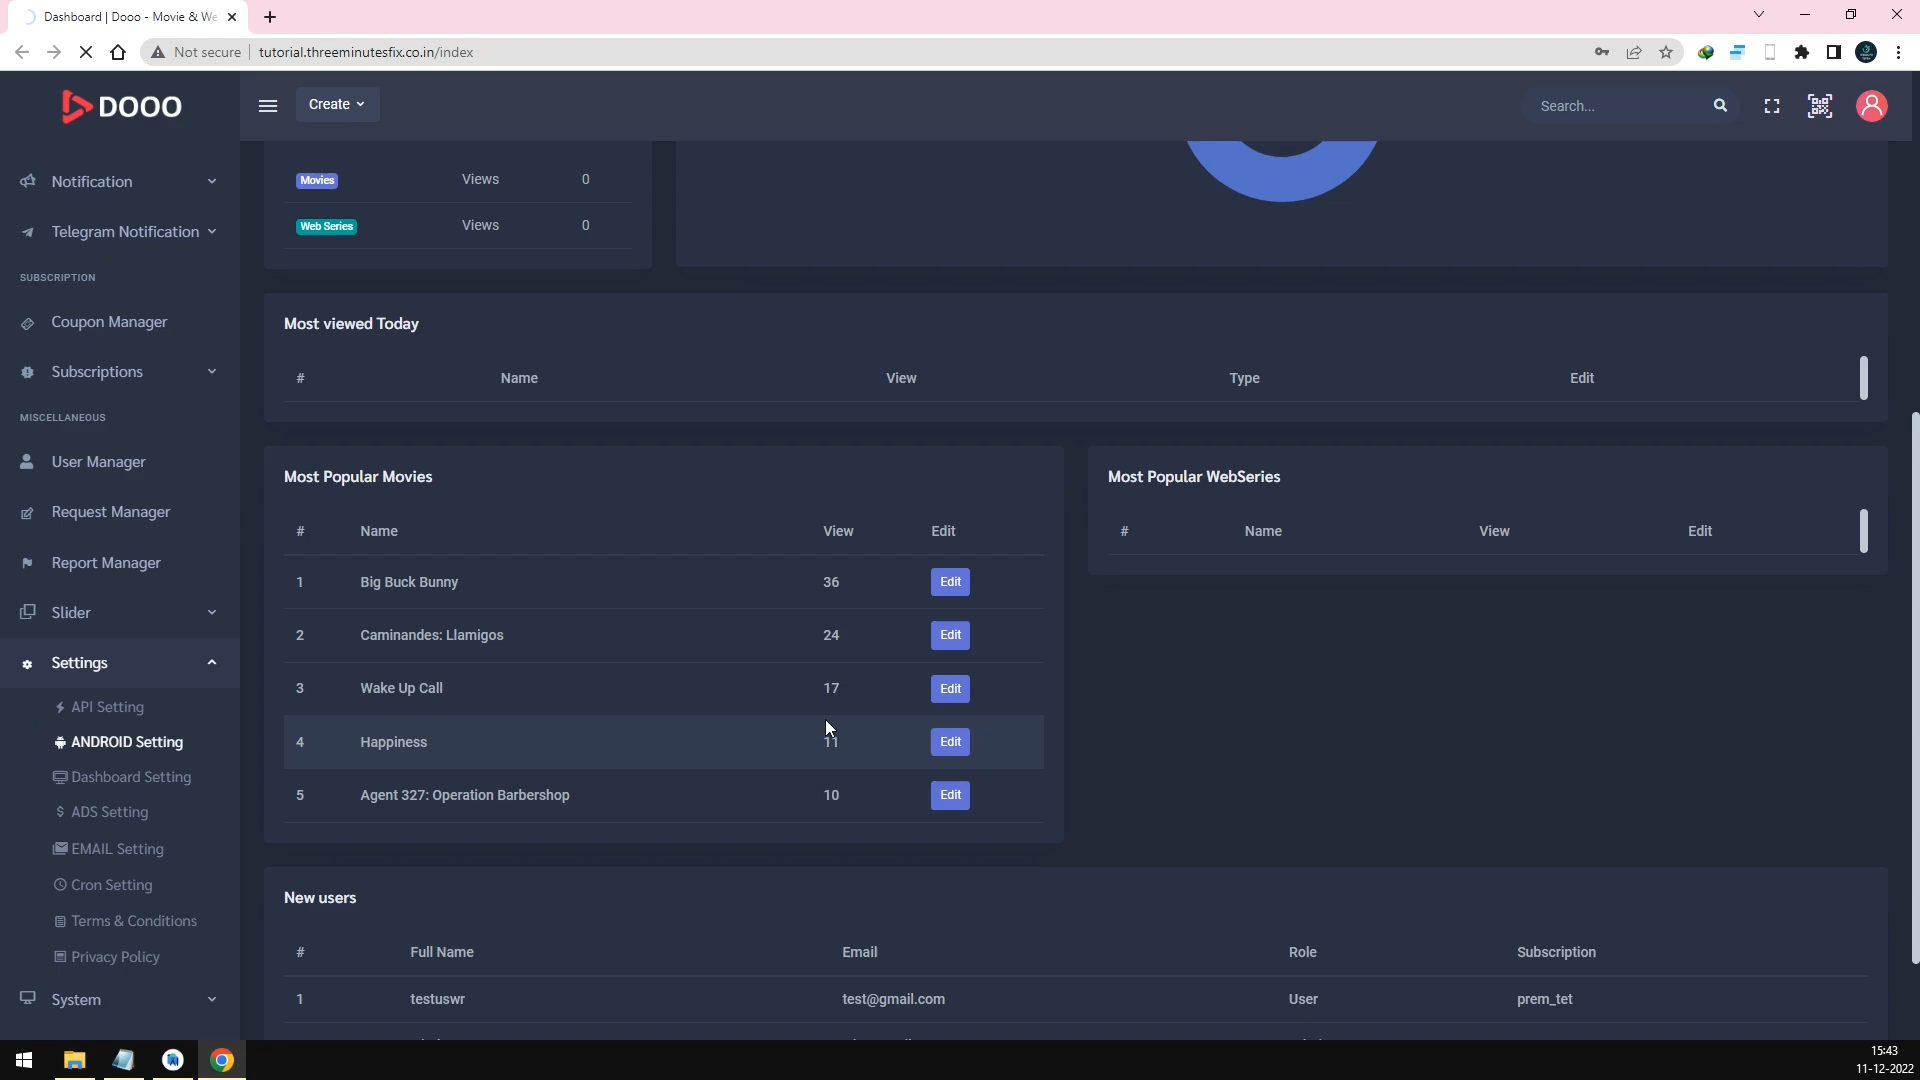 Dashboard | Dooo - Movie & We
Not secure
tutorial.threeminutesfix.co.in/index
DOOO
Create
Search...
Notification
Telegram Notification
SUBSCRIPTION
Coupon Manager
Subscriptions
MISCELLANEOUS
User Manager
Request Manager
Report Manager
Slider
Settings
API Setting
ANDROID Setting
Dashboard Setting
ADS Setting
EMAIL Setting
Cron Setting
Terms & Conditions
Privacy Policy
System
Movies Views 0
Web Series Views 0
Most viewed Today
# Name View Type Edit
Most Popular Movies
# Name View Edit
1 Big Buck Bunny 36 Edit
2 Caminandes: Llamigos 24 Edit
3 Wake Up Call 17 Edit
4 Happiness 11 Edit
5 Agent 327: Operation Barbershop 10 Edit
Most Popular WebSeries
# Name View Edit
New users
# Full Name Email Role Subscription
1 testuswr test@gmail.com User prem_tet
15:43
11-12-2022